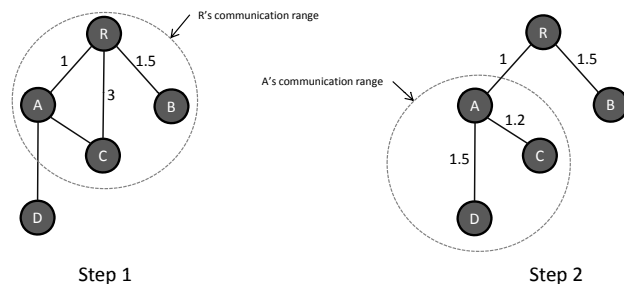 R's communication range
R
1
1.5
3
A
B
C
D
Step 1
R
1
1.5
A's communication range
A
B
1.2
C
1.5
D
Step 2